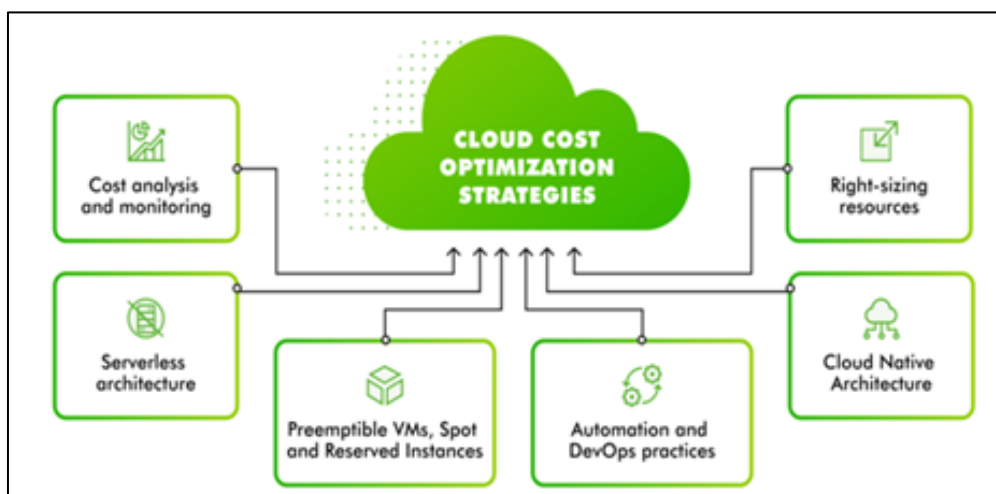 CLOUD COST
OPTIMIZATION
STRATEGIES
Cost analysis
and monitoring
Right-sizing
resources
Serverless
architecture
Preemptible VMs, Spot
and Reserved Instances
Automation and
DevOps practices
Cloud Native
Architecture